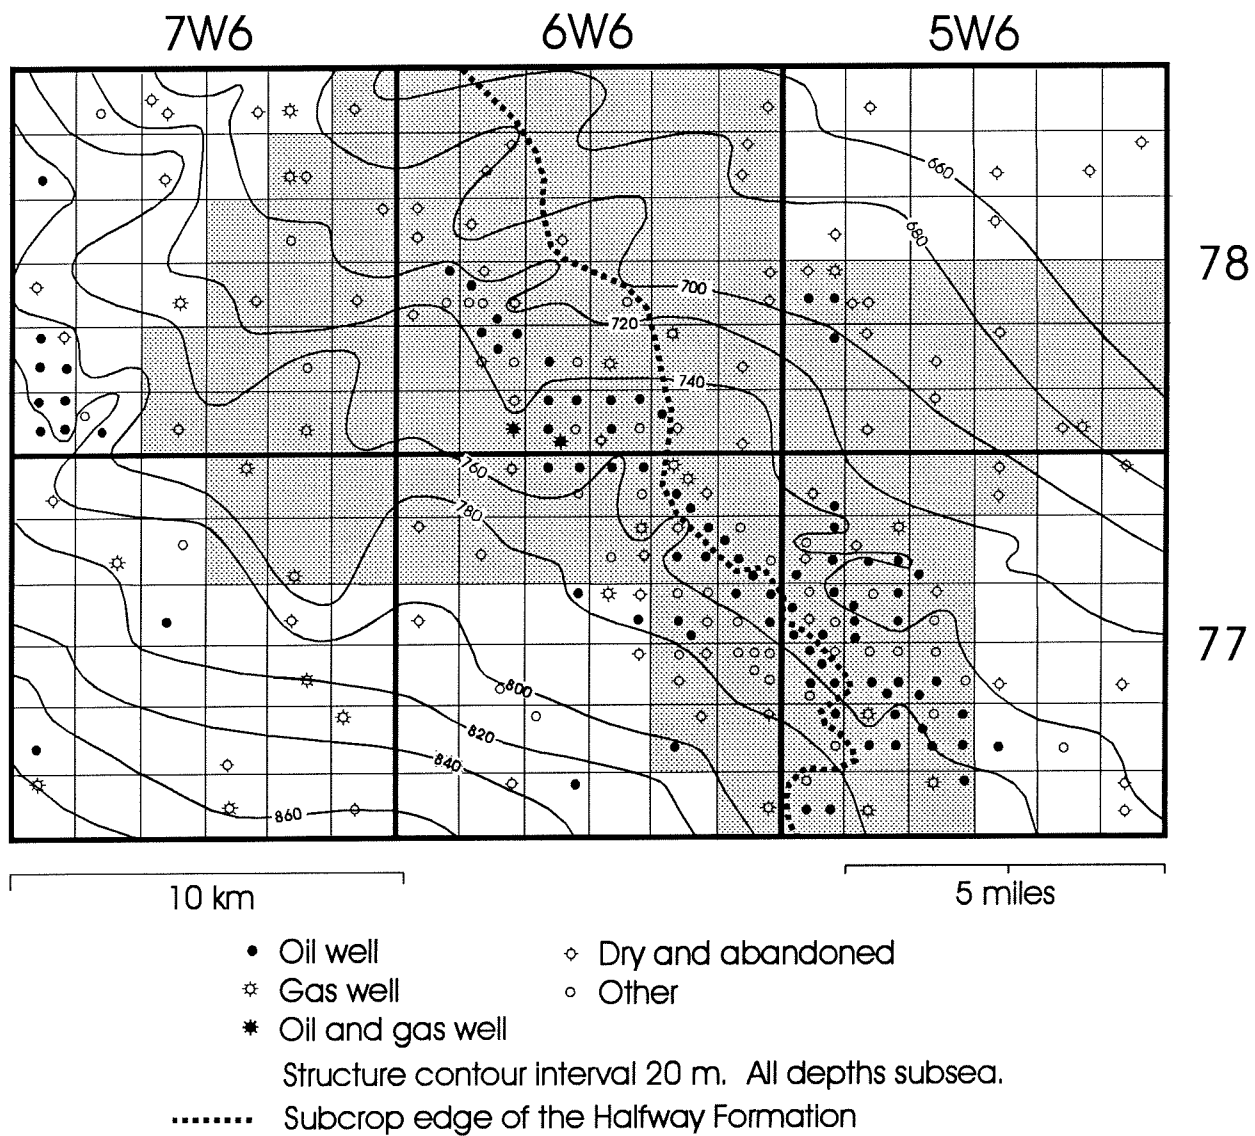 7W6 6W6 5W6
660
680
78
700
720
740
760
780
77
800
820
840
860
10 km 5 miles
Oil well Dry and abandoned
Gas well Other
Oil and gas well
Structure contour interval 20 m. All depths subsea.
Subcrop edge of the Halfway Formation